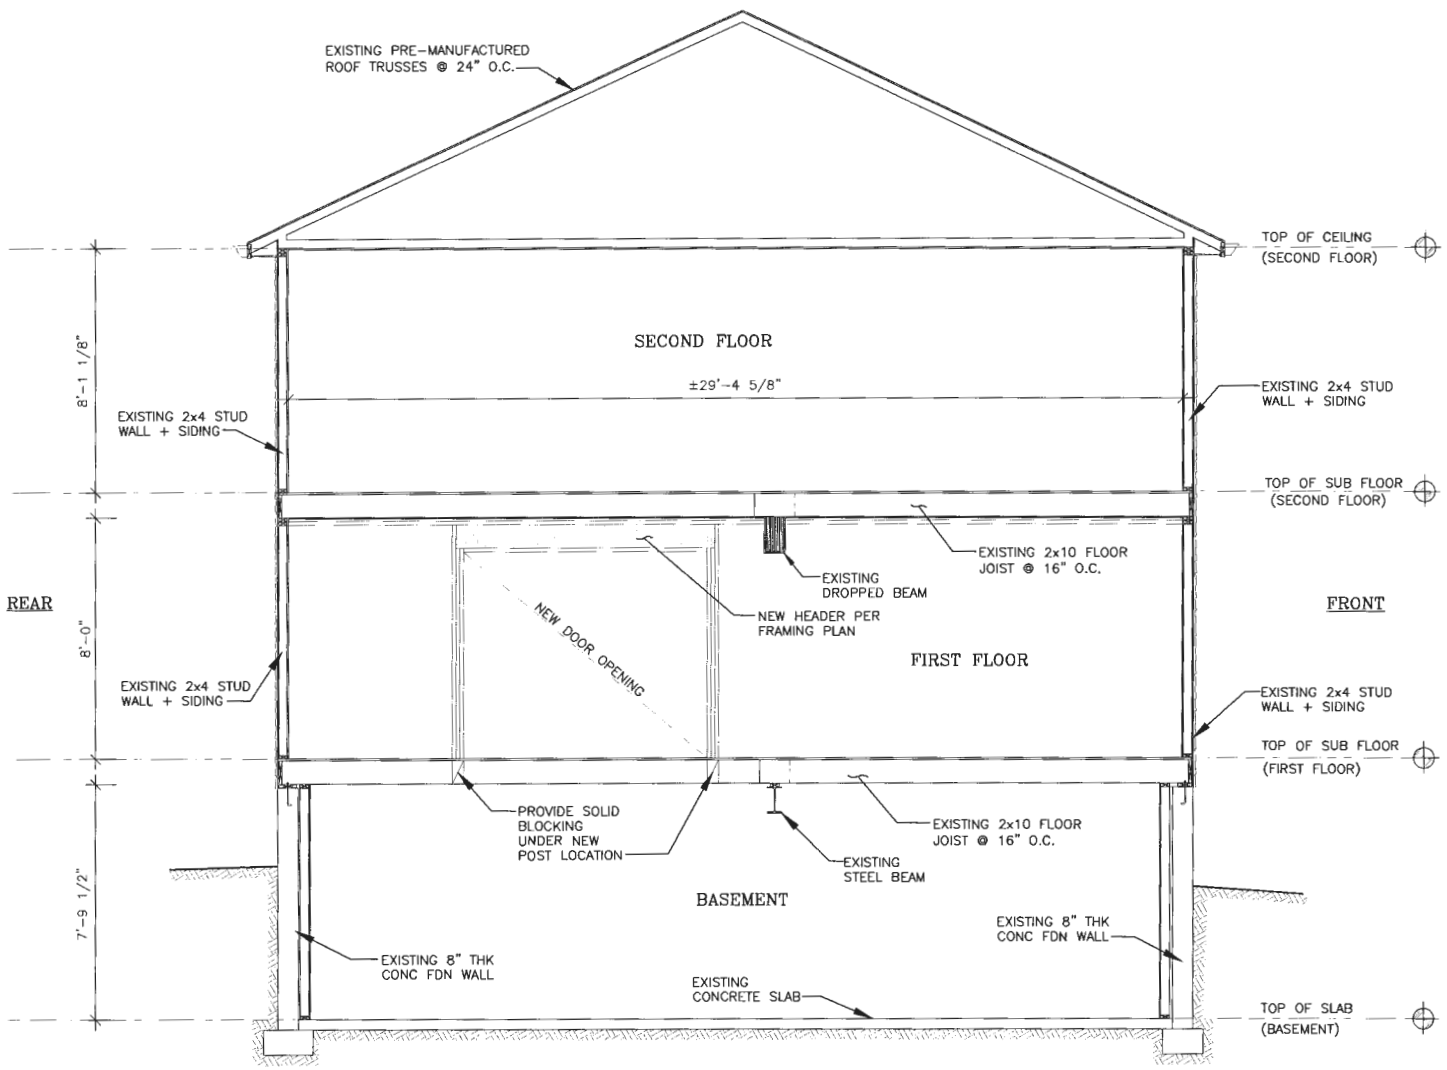 EXISTING PRE-MANUFACTURED
ROOF TRUSSES @ 24" O.C.
TOP OF CEILING
(SECOND FLOOR)
8'-1 1/8"
SECOND FLOOR
±29'-4 5/8"
EXISTING 2x4 STUD
WALL + SIDING
EXISTING 2x4 STUD
WALL + SIDING
TOP OF SUB FLOOR
(SECOND FLOOR)
EXISTING 2x10 FLOOR
JOIST @ 16" O.C.
EXISTING
DROPPED BEAM
NEW HEADER PER
FRAMING PLAN
REAR
FRONT
8'-0"
NEW DOOR OPENING
FIRST FLOOR
EXISTING 2x4 STUD
WALL + SIDING
EXISTING 2x4 STUD
WALL + SIDING
TOP OF SUB FLOOR
(FIRST FLOOR)
PROVIDE SOLID
BLOCKING
UNDER NEW
POST LOCATION
EXISTING 2x10 FLOOR
JOIST @ 16" O.C.
EXISTING
STEEL BEAM
7'-9 1/2"
BASEMENT
EXISTING 8" THK
CONC FDN WALL
EXISTING 8" THK
CONC FDN WALL
EXISTING
CONCRETE SLAB
TOP OF SLAB
(BASEMENT)